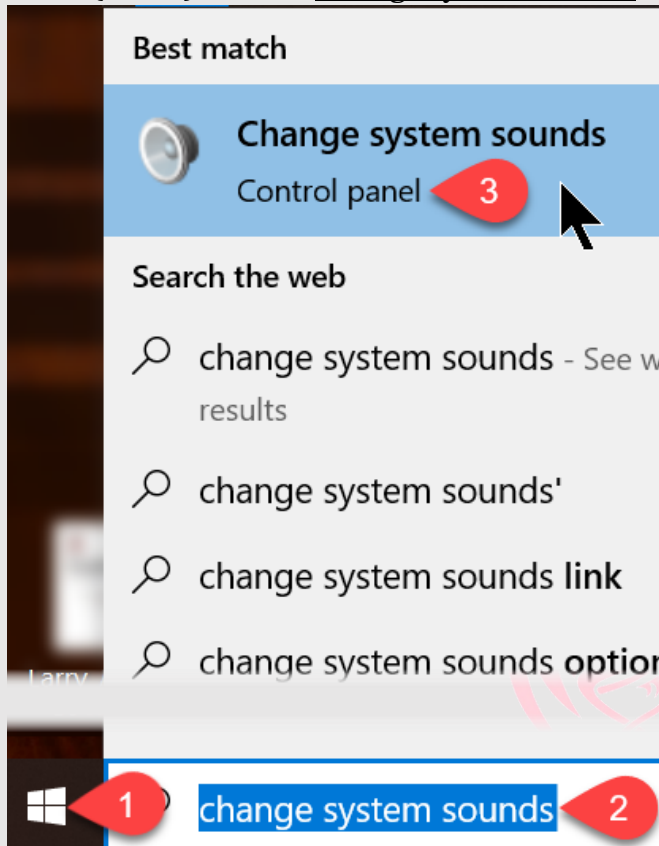 Best match
Change system sounds
Control panel 3
Search the web
change system sounds - See w
results
change system sounds'
change system sounds link
change system sounds option
Larry
1 change system sounds 2